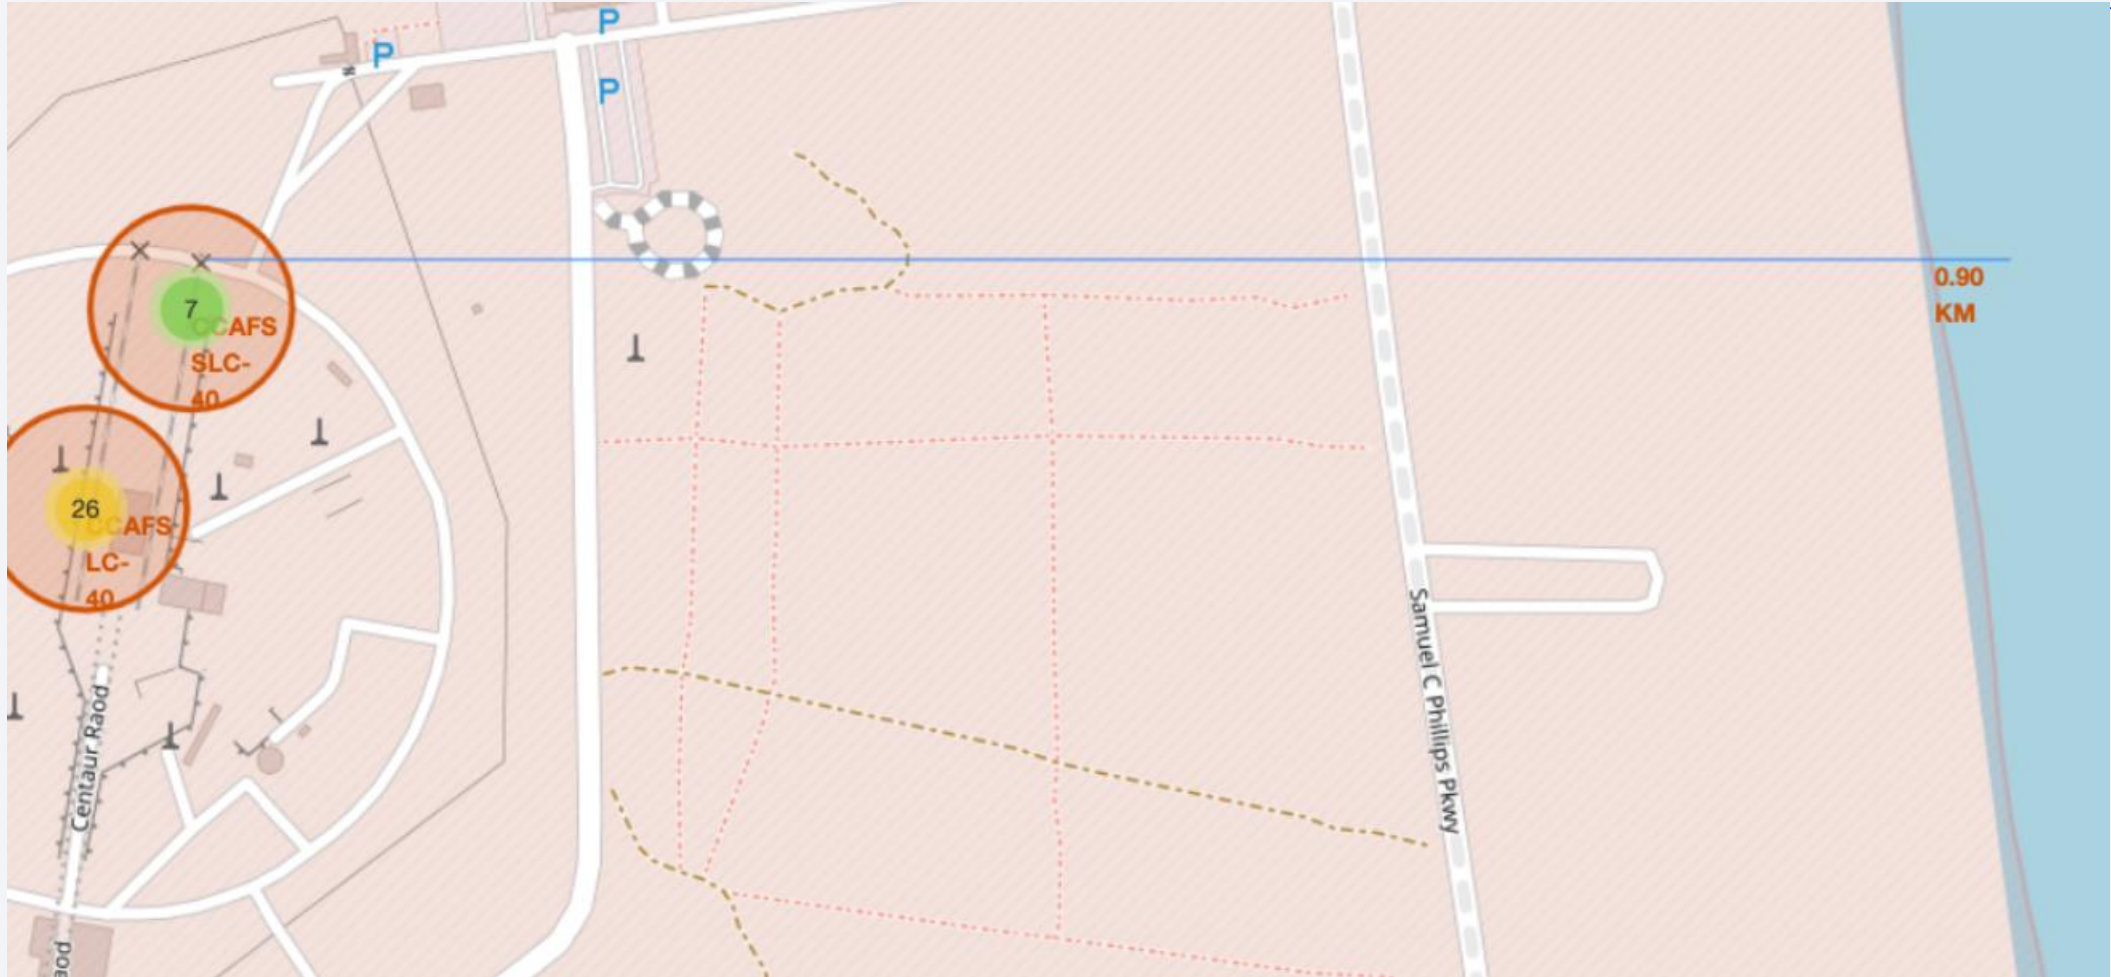 P
P
P
0.90
KM
7
CCAFS
SLC-
40
26
CCAFS
LC-
40
Samuel C Phillips Pkwy
Centaur Raod
aod